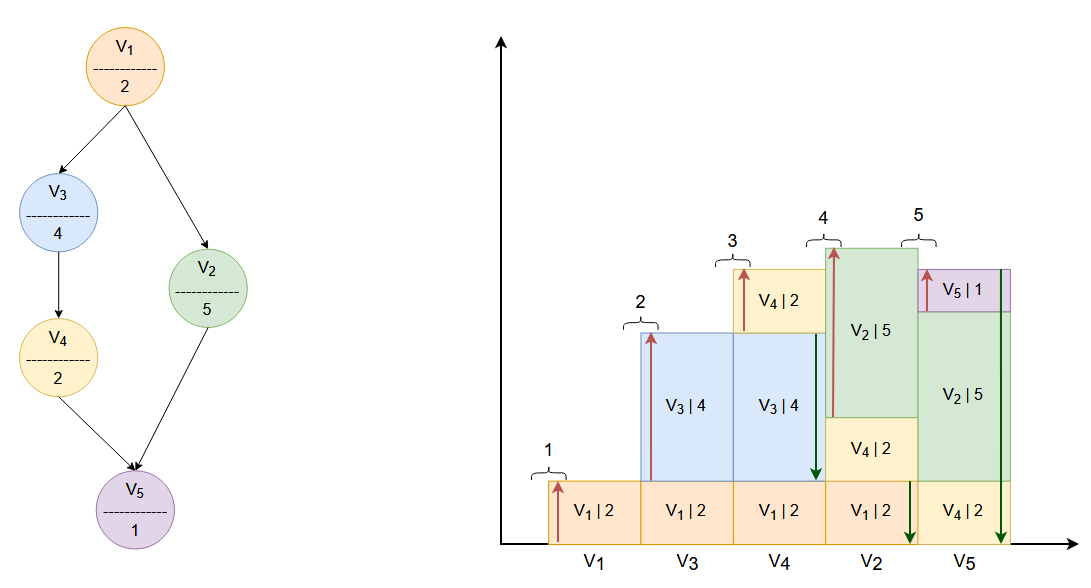 V1
------------
2
V3
------------
4
V2
------------
5
V4
------------
2
V5
------------
1
1
2
3
4
5
V4 | 2
V5 | 1
V2 | 5
V3 | 4
V3 | 4
V2 | 5
V4 | 2
V1 | 2
V1 | 2
V1 | 2
V1 | 2
V4 | 2
V1
V3
V4
V2
V5